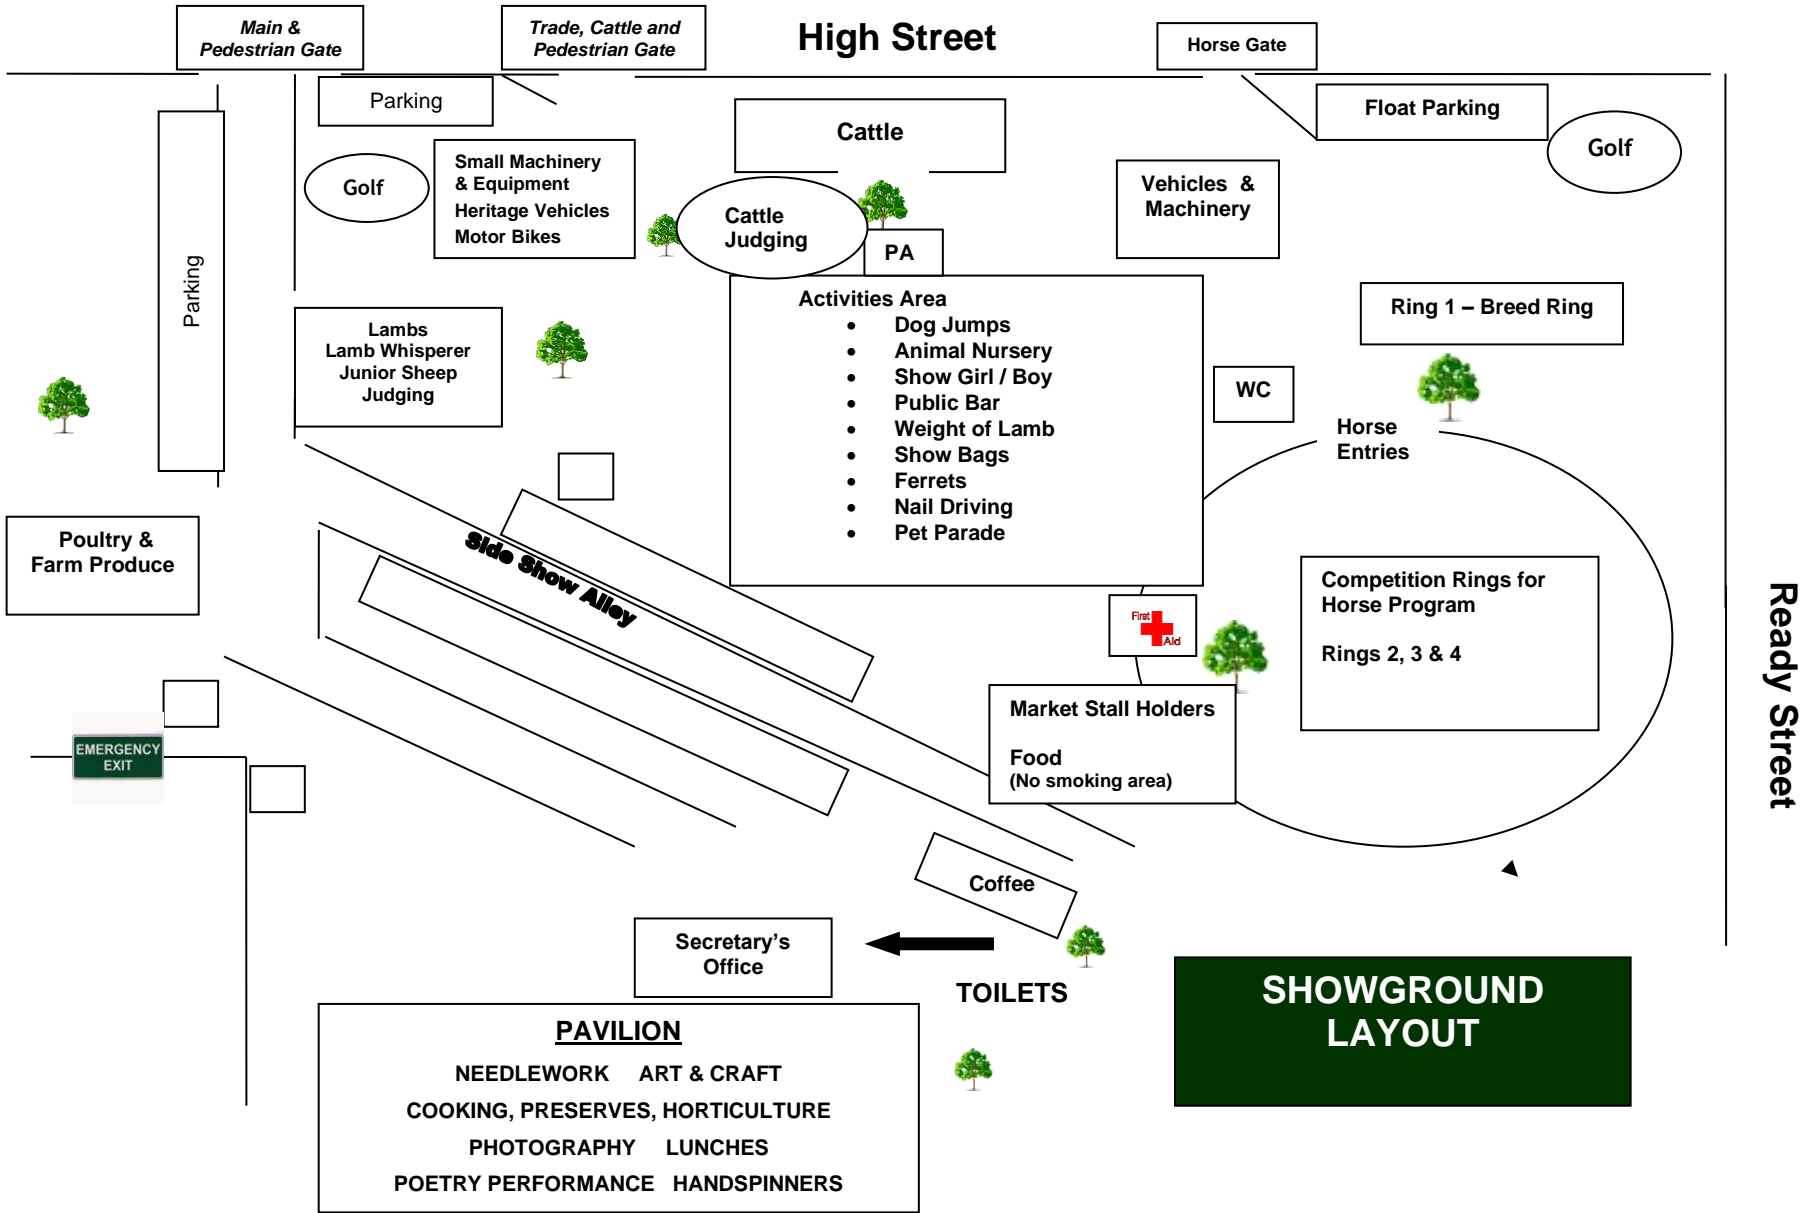 Main &
Pedestrian Gate
Trade, Cattle and
Pedestrian Gate
High Street
Horse Gate
Parking
Float Parking
Golf
Cattle
Parking
Golf
Small Machinery
& Equipment
Heritage Vehicles
Motor Bikes
Cattle
Judging
PA
Vehicles &
Machinery
Lambs
Lamb Whisperer
Junior Sheep
Judging
Activities Area
• Dog Jumps
• Animal Nursery
• Show Girl / Boy
• Public Bar
• Weight of Lamb
• Show Bags
• Ferrets
• Nail Driving
• Pet Parade
Ring 1 – Breed Ring
WC
Horse
Entries
Poultry &
Farm Produce
Side Show Alley
First
Aid
Competition Rings for
Horse Program
Rings 2, 3 & 4
Ready Street
Market Stall Holders
Food
(No smoking area)
EMERGENCY
EXIT
Coffee
Secretary’s
Office
TOILETS
SHOWGROUND
LAYOUT
PAVILION
NEEDLEWORK ART & CRAFT
COOKING, PRESERVES, HORTICULTURE
PHOTOGRAPHY LUNCHES
POETRY PERFORMANCE HANDSPINNERS